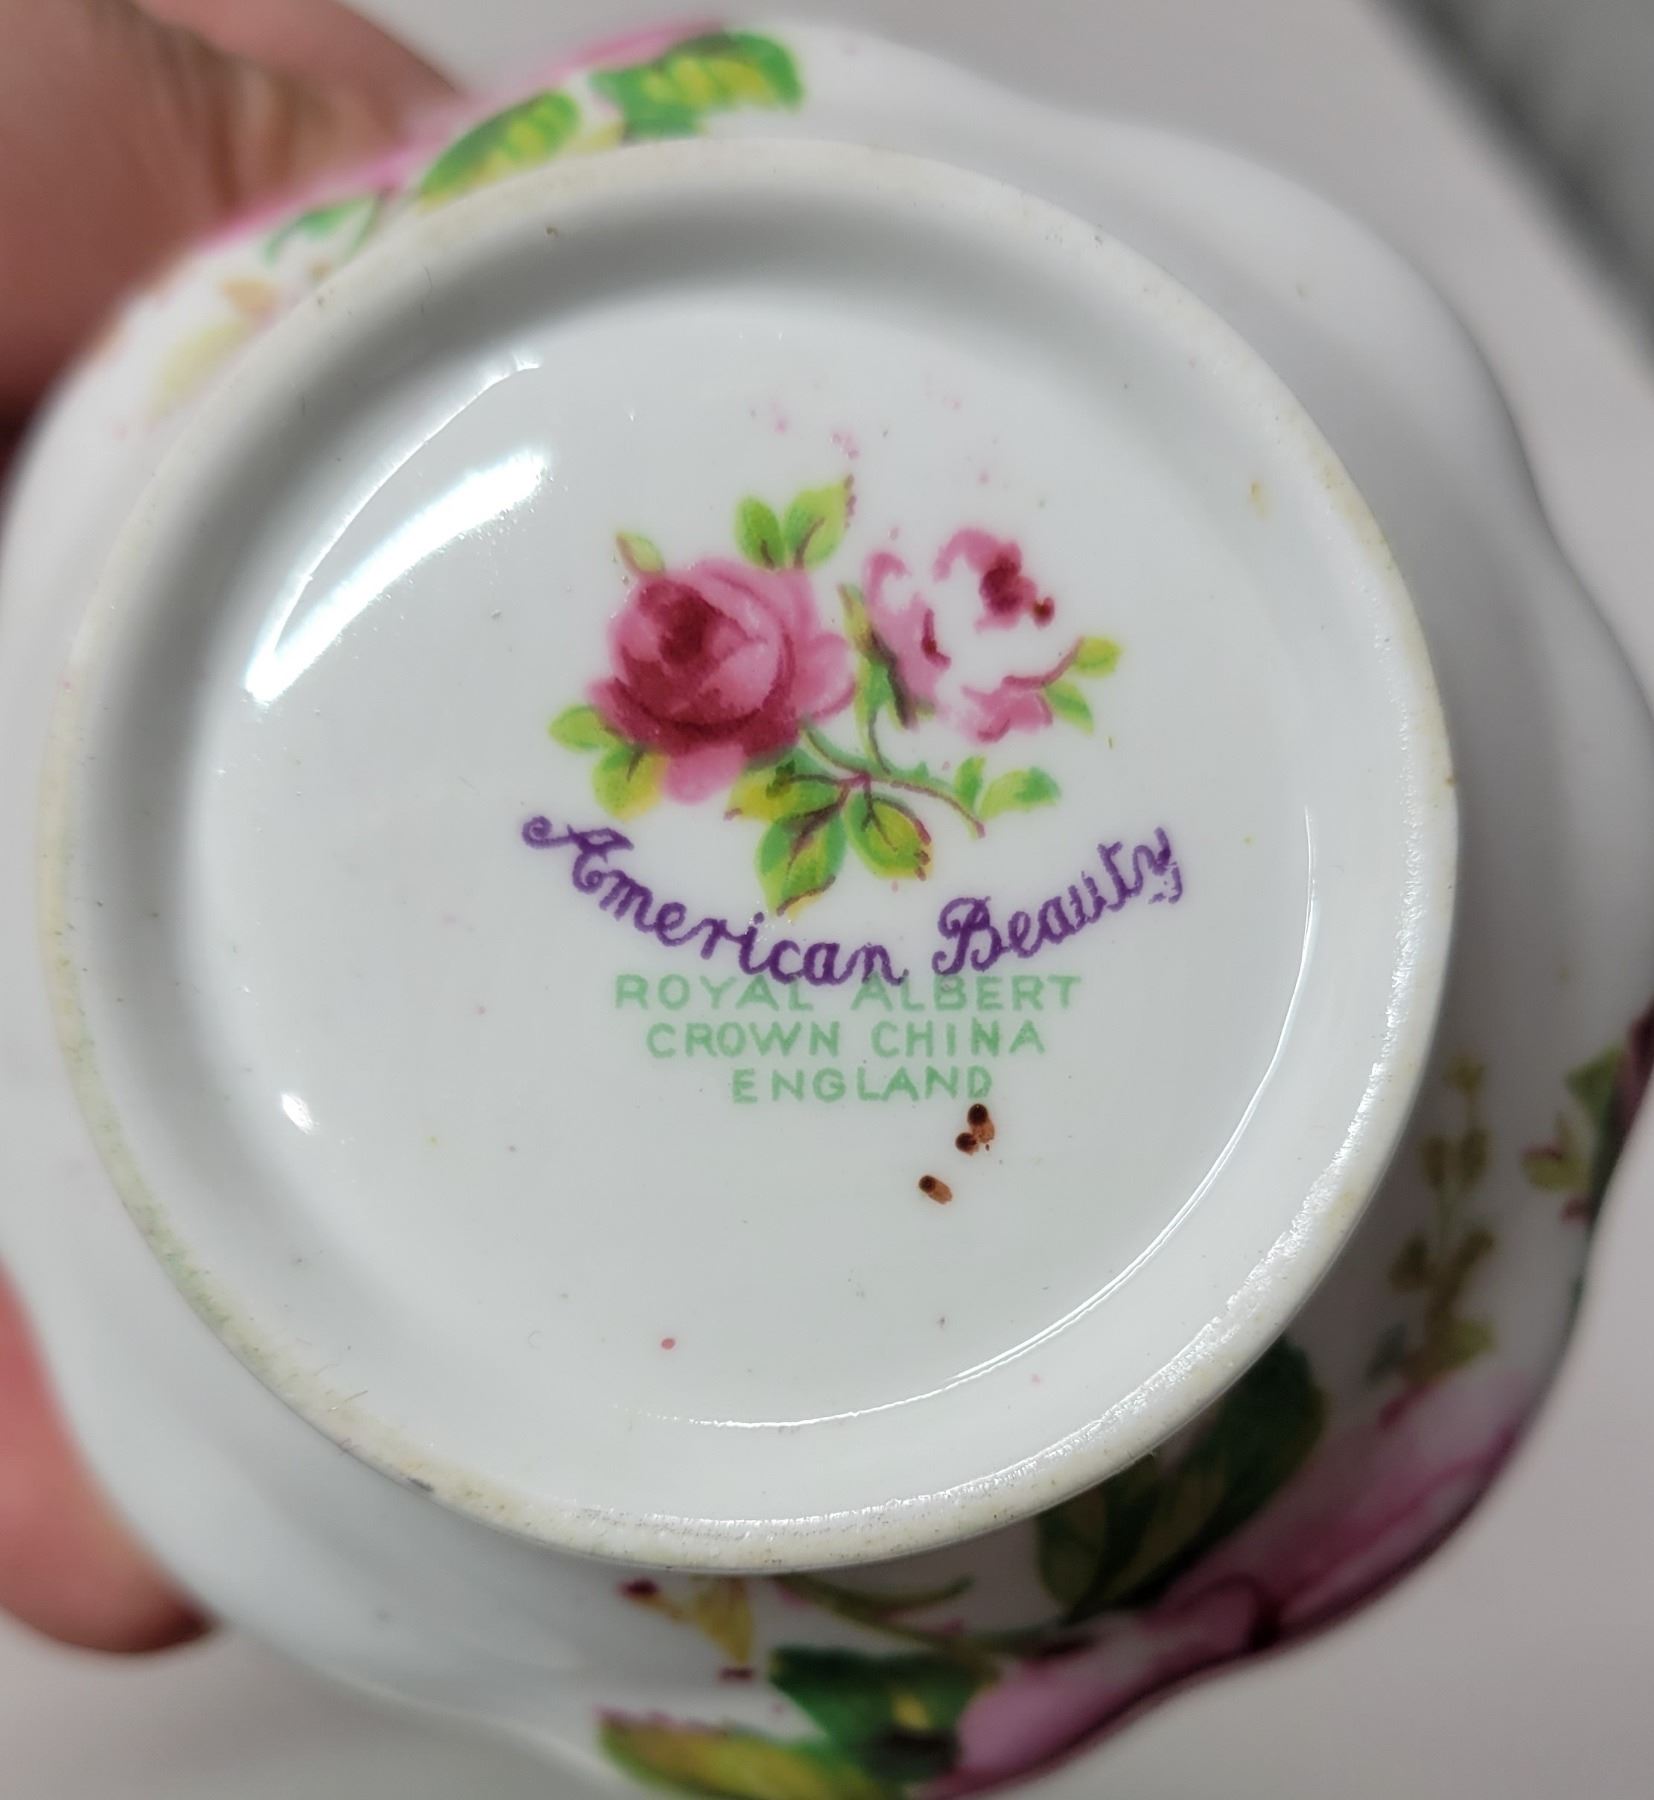 American Beauty
ROYAL ALBERT
CROWN CHINA
ENGLAND